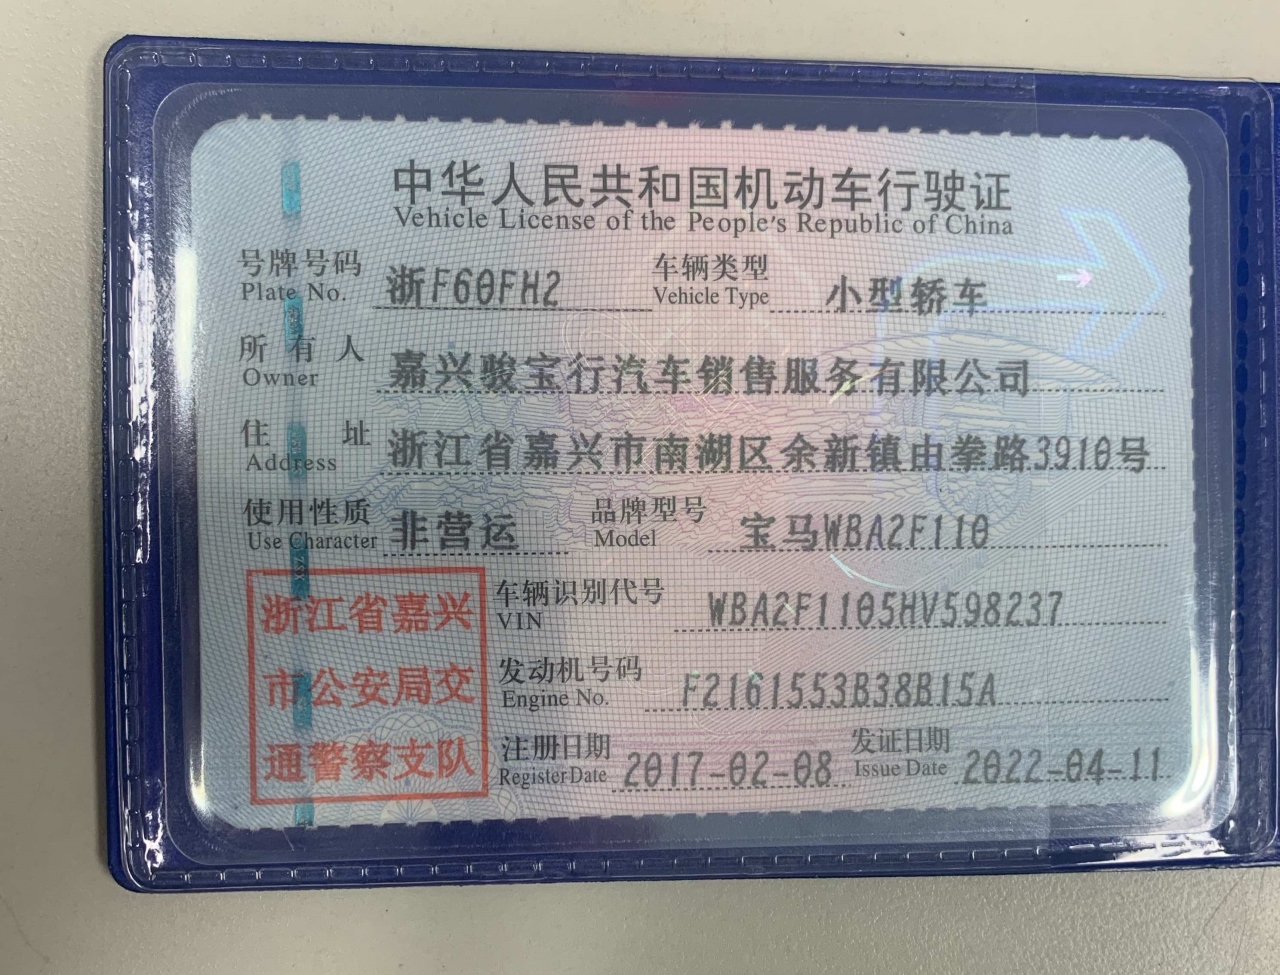 中华人民共和国机动车行驶证
Vehicle License of the People's Republic of China
号牌号码 浙F60FH2 车辆类型 小型轿车
Plate No. Vehicle Type
所有人 嘉兴骏宝行汽车销售服务有限公司
Owner
住址 浙江省嘉兴市南湖区余新镇由拳路3910号
Address
使用性质 非营运 品牌型号 宝马WBA2F110
Use Character Model
浙江省嘉兴
市公安局交
通警察支队
车辆识别代号 WBA2F1105HV598237
VIN
发动机号码 F2161553B38B15A
Engine No.
注册日期 2017-02-08 发证日期 2022-04-11
Register Date Issue Date